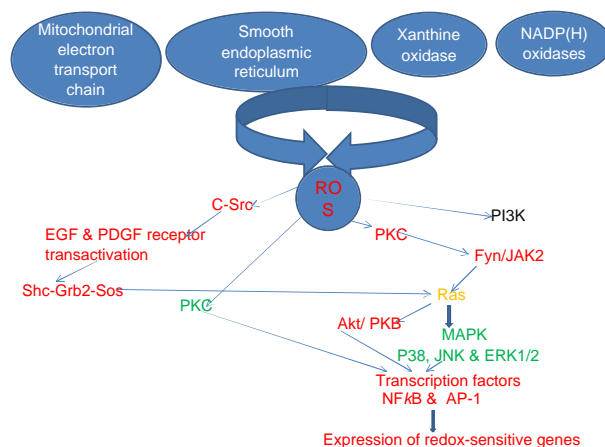 Mitochondrial
electron
transport
chain
Smooth
endoplasmic
reticulum
Xanthine
oxidase
NADP(H)
oxidases
RO
S
C-Src
PI3K
PKC
EGF & PDGF receptor
transactivation
Fyn/JAK2
Shc-Grb2-Sos
PKC
Ras
Akt/ PKB
MAPK
P38, JNK & ERK1/2
Transcription factors
NFkB & AP-1
Expression of redox-sensitive genes